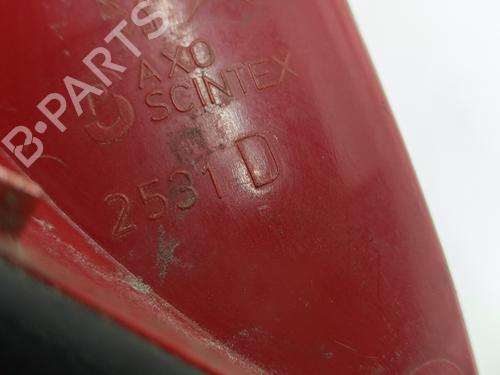 AXO
SCINTEX
2531 D
B-PARTS